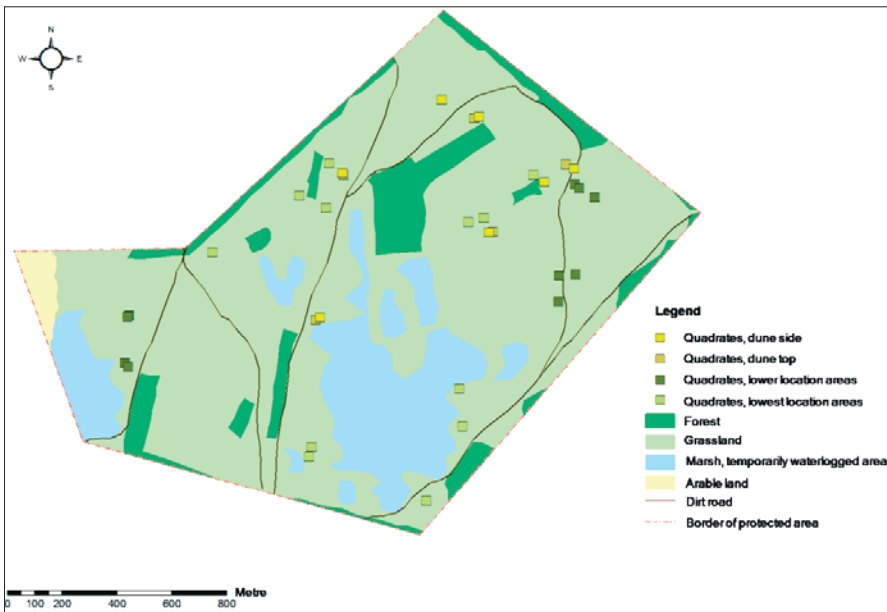 N
W E
S
Legend
Quadrates, dune side
Quadrates, dune top
Quadrates, lower location areas
Quadrates, lowest location areas
Forest
Grassland
Marsh, temporarily waterlogged area
Arable land
Dirt road
Border of protected area
Metre
0 100 200 400 600 800